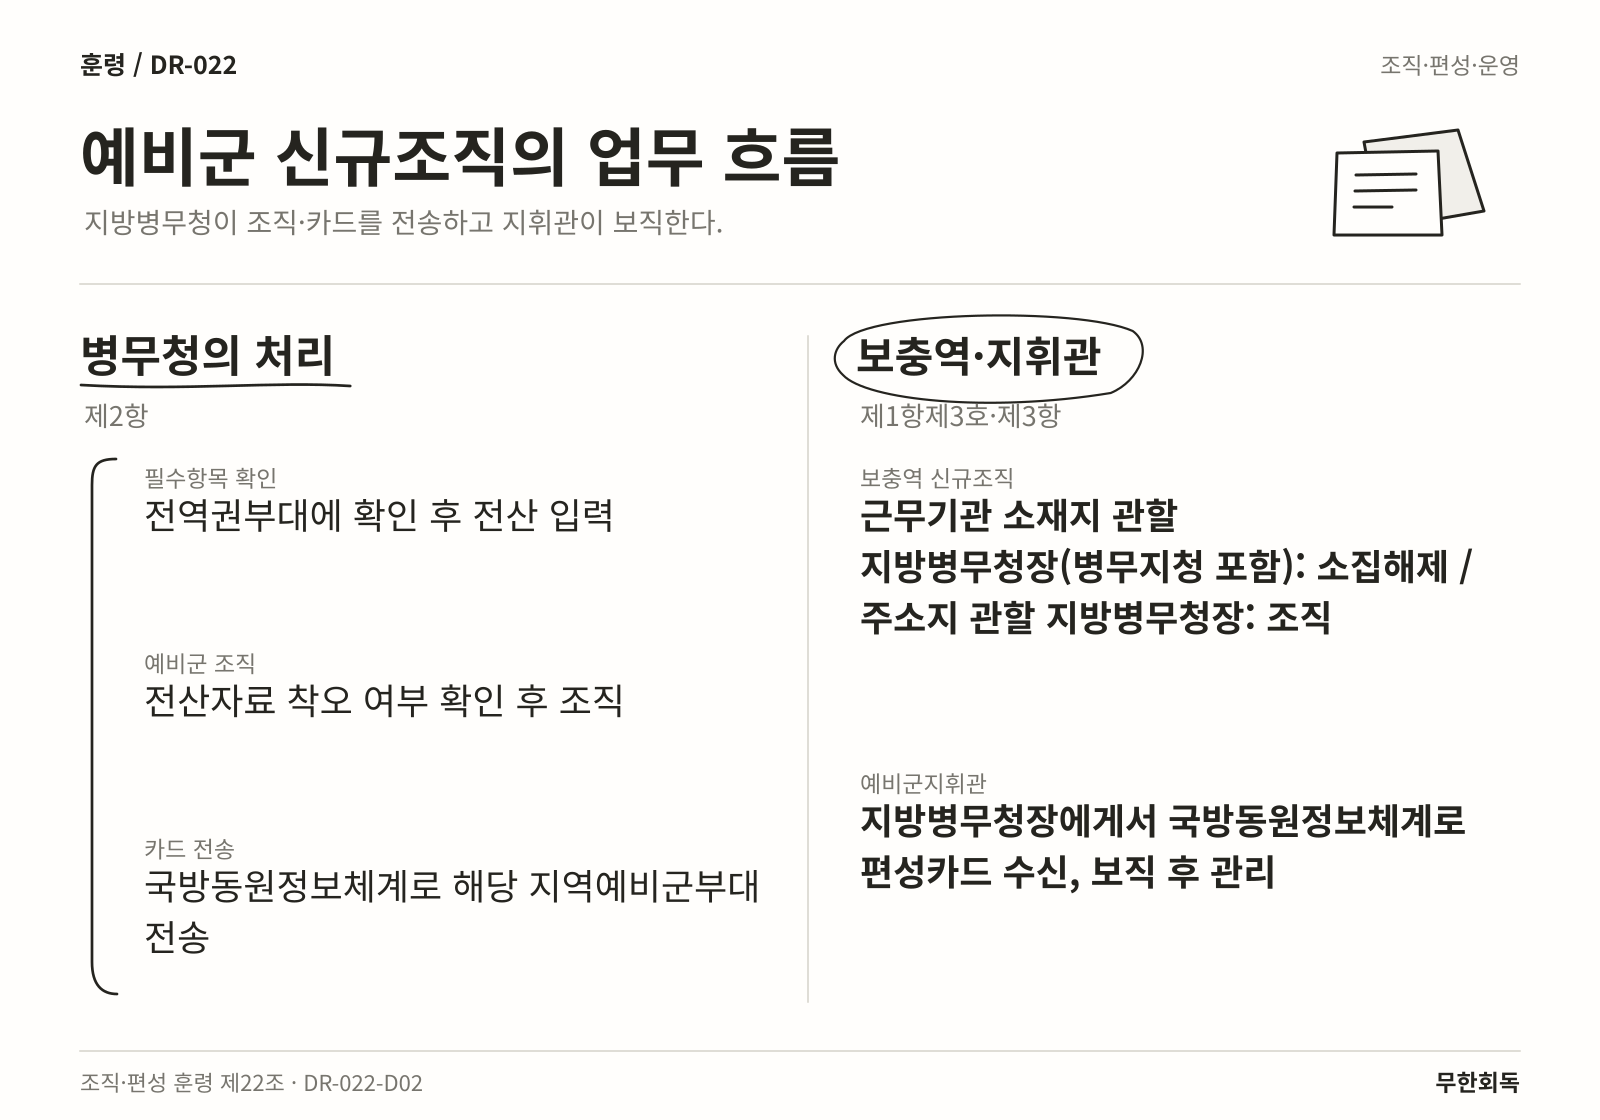 훈령 / DR-022
조직·편성·운영
예비군 신규조직의 업무 흐름
지방병무청이 조직·카드를 전송하고 지휘관이 보직한다.
병무청의 처리
제2항
필수항목 확인
전역권부대에 확인 후 전산 입력
예비군 조직
전산자료 착오 여부 확인 후 조직
카드 전송
국방동원정보체계로 해당 지역예비군부대
전송
보충역·지휘관
제1항제3호·제3항
보충역 신규조직
근무기관 소재지 관할
지방병무청장(병무지청 포함): 소집해제 /
주소지 관할 지방병무청장: 조직
예비군지휘관
지방병무청장에게서 국방동원정보체계로
편성카드 수신, 보직 후 관리
조직·편성 훈령 제22조 · DR-022-D02
무한회독